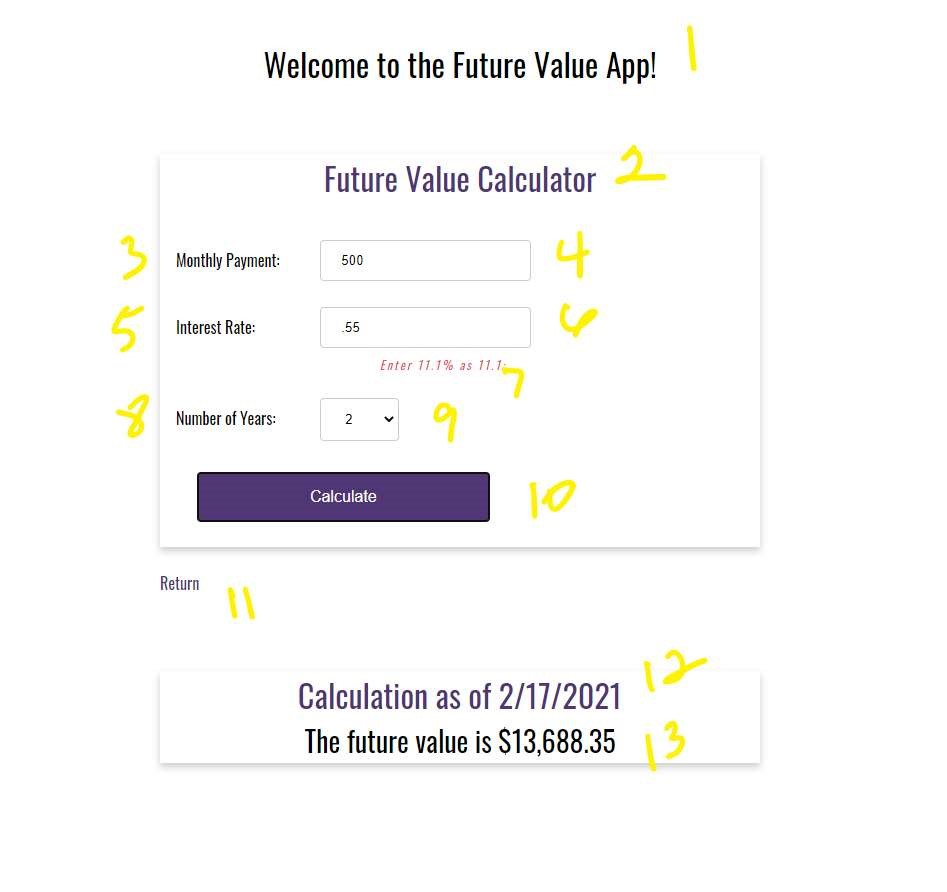 Welcome to the Future Value App! 1
Future Value Calculator 2
3 Monthly Payment: 500 4
5 Interest Rate: .55 6
Enter 11.1% as 11.1. 7
8 Number of Years: 2 9
Calculate 10
Return 11
Calculation as of 2/17/2021 12
The future value is $13,688.35 13